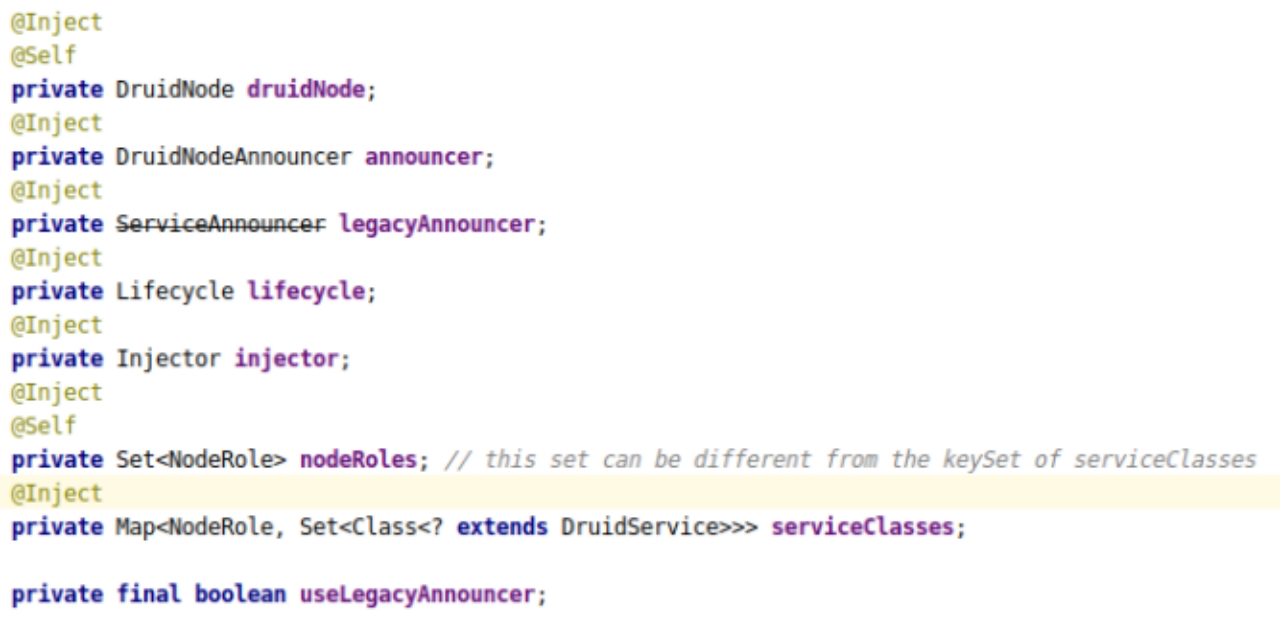 @Inject
@Self
private DruidNode druidNode;
@Inject
private DruidNodeAnnouncer announcer;
@Inject
private ServiceAnnouncer legacyAnnouncer;
@Inject
private Lifecycle lifecycle;
@Inject
private Injector injector;
@Inject
@Self
private Set<NodeRole> nodeRoles; // this set can be different from the keySet of serviceClasses
@Inject
private Map<NodeRole, Set<Class<? extends DruidService>>> serviceClasses;
private final boolean useLegacyAnnouncer;